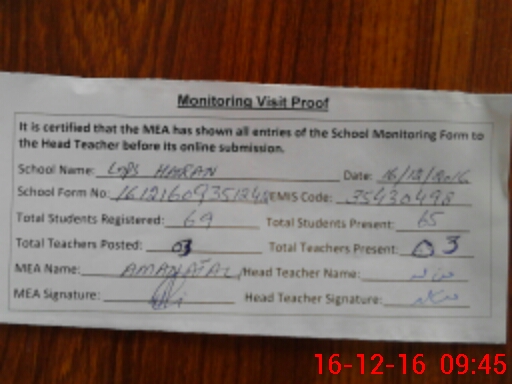 Monitoring Visit Proof
It is certified that the MEA has shown all entries of the School Monitoring Form to
the Head Teacher before its online submission.
School Name: HARAN Date: 16/12/2016
School Form No: EMIS Code: 35430498
Total Students Registered: 69 Total Students Present: 65
Total Teachers Posted: 03 Total Teachers Present: 03
MEA Name: Head Teacher Name:
MEA Signature: Head Teacher Signature:
16-12-16 09:45